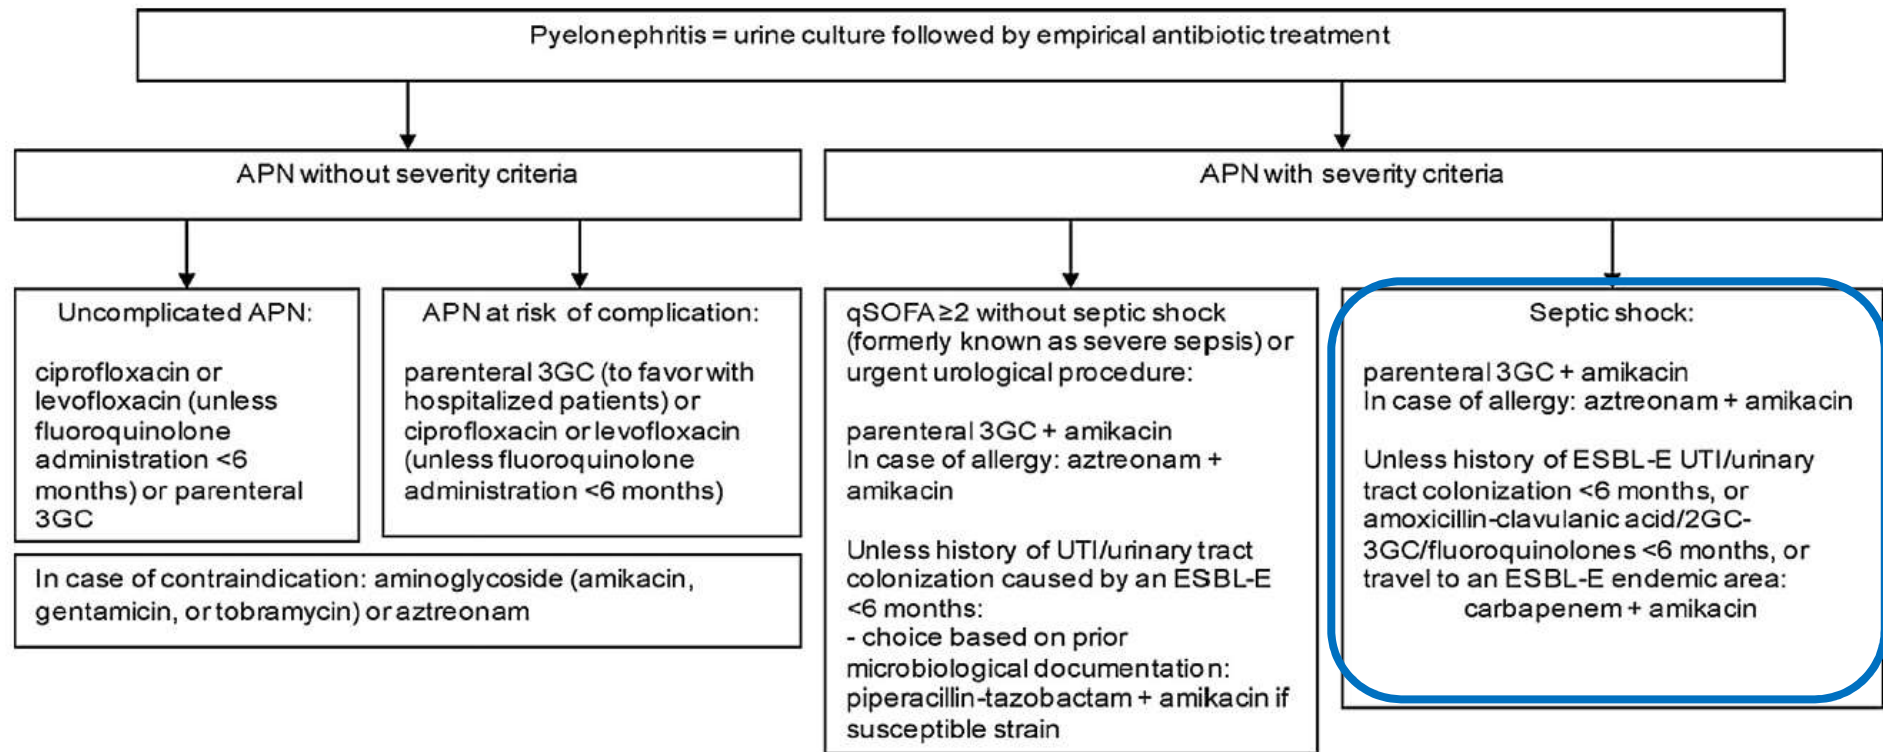 Pyelonephritis = urine culture followed by empirical antibiotic treatment
APN without severity criteria
APN with severity criteria
Uncomplicated APN:
ciprofloxacin or
levofloxacin (unless
fluoroquinolone
administration <6
months) or parenteral
3GC
APN at risk of complication:
parenteral 3GC (to favor with
hospitalized patients) or
ciprofloxacin or levofloxacin
(unless fluoroquinolone
administration <6 months)
In case of contraindication: aminoglycoside (amikacin,
gentamicin, or tobramycin) or aztreonam
qSOFA ≥2 without septic shock
(formerly known as severe sepsis) or
urgent urological procedure:
parenteral 3GC + amikacin
In case of allergy: aztreonam +
amikacin
Unless history of UTI/urinary tract
colonization caused by an ESBL-E
<6 months:
- choice based on prior
microbiological documentation:
piperacillin-tazobactam + amikacin if
susceptible strain
Septic shock:
parenteral 3GC + amikacin
In case of allergy: aztreonam + amikacin
Unless history of ESBL-E UTI/urinary
tract colonization <6 months, or
amoxicillin-clavulanic acid/2GC-
3GC/fluoroquinolones <6 months, or
travel to an ESBL-E endemic area:
carbapenem + amikacin